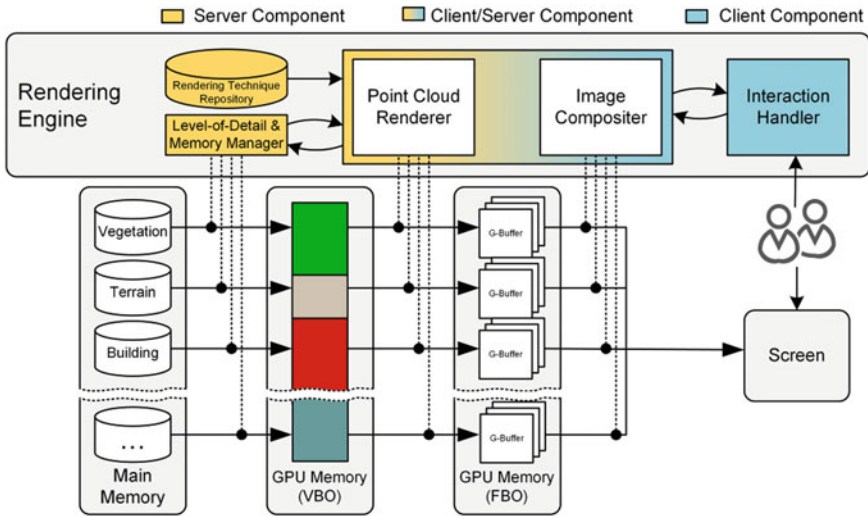 Server Component
Client/Server Component
Client Component
Rendering
Engine
Rendering Technique
Repository
Level-of-Detail &
Memory Manager
Point Cloud
Renderer
Image
Compositer
Interaction
Handler
Vegetation
Terrain
Building
...
Main
Memory
GPU Memory
(VBO)
G-Buffer
G-Buffer
G-Buffer
G-Buffer
GPU Memory
(FBO)
Screen